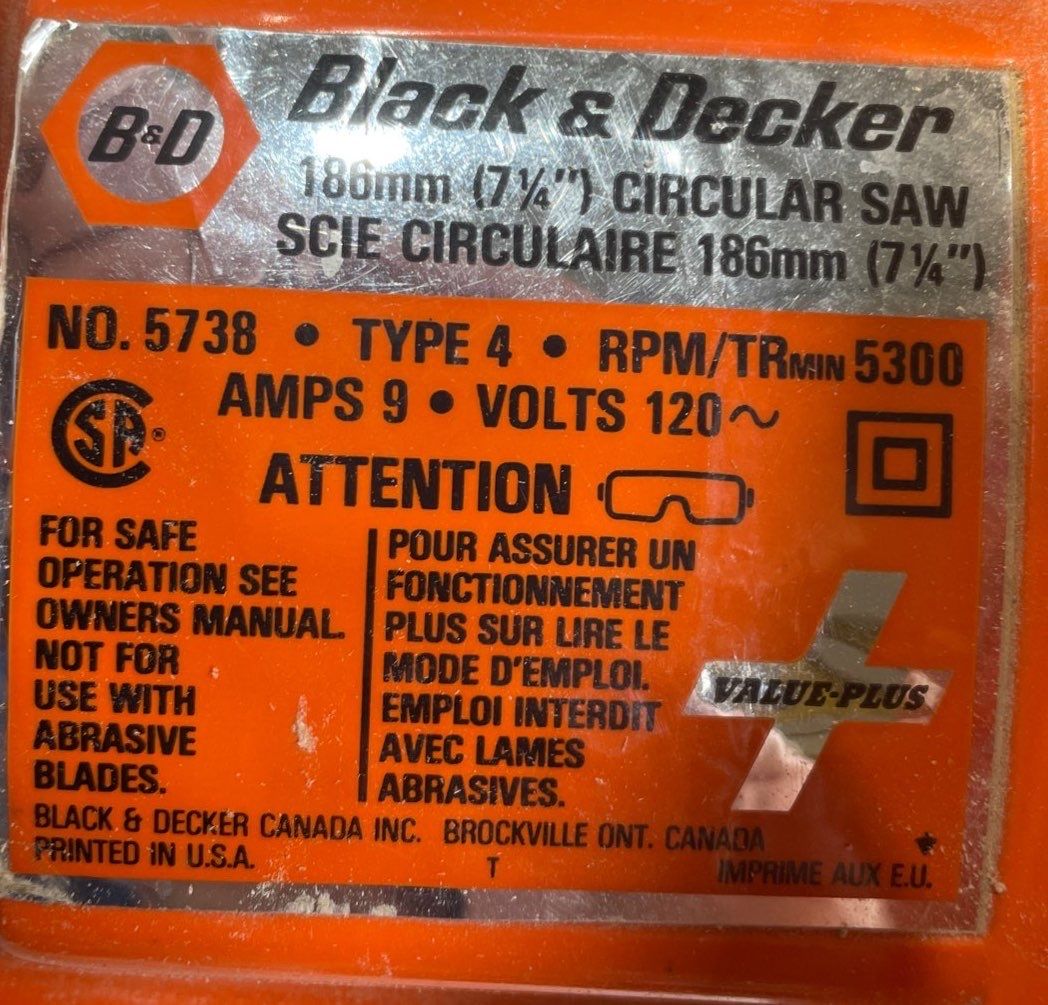 B&D
Black & Decker
186mm (7¼") CIRCULAR SAW
SCIE CIRCULAIRE 186mm (7¼")
NO. 5738 • TYPE 4 • RPM/TRMIN 5300
AMPS 9 • VOLTS 120~
CSA®
ATTENTION
FOR SAFE
OPERATION SEE
OWNERS MANUAL.
NOT FOR
USE WITH
ABRASIVE
BLADES.
POUR ASSURER UN
FONCTIONNEMENT
PLUS SUR LIRE LE
MODE D'EMPLOI.
EMPLOI INTERDIT
AVEC LAMES
ABRASIVES.
VALUE-PLUS
BLACK & DECKER CANADA INC. BROCKVILLE ONT. CANADA
PRINTED IN U.S.A. T IMPRIME AUX E.U.